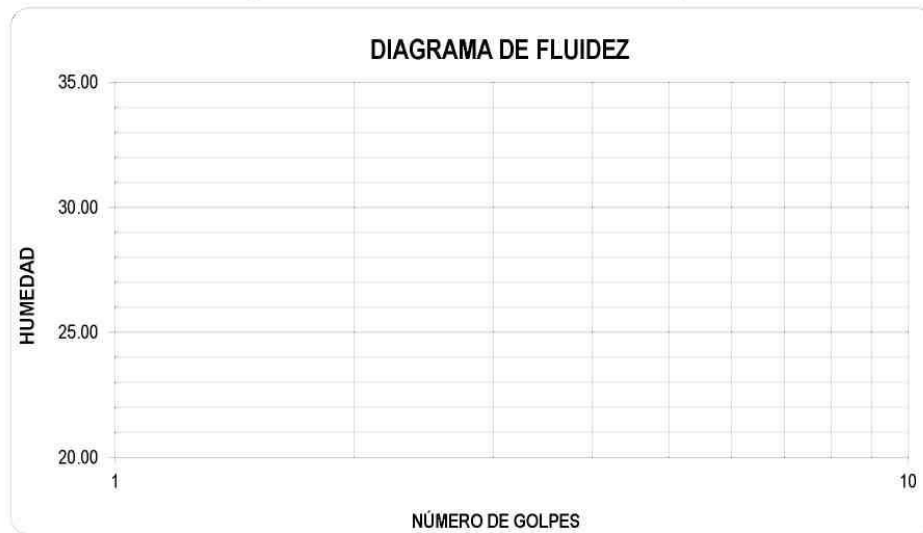 DIAGRAMA DE FLUIDEZ
35.00
30.00
25.00
20.00
HUMEDAD
1
10
NÚMERO DE GOLPES